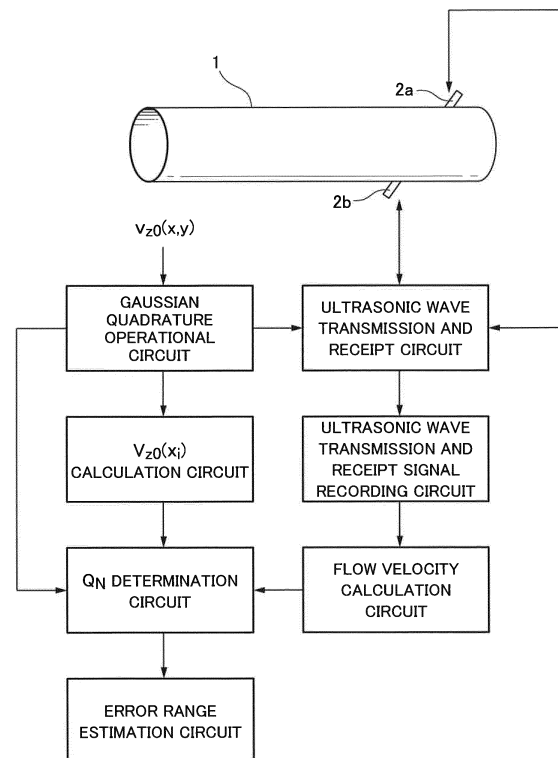 1
2a
2b
vz0(x,y)
GAUSSIAN
QUADRATURE
OPERATIONAL
CIRCUIT
ULTRASONIC WAVE
TRANSMISSION AND
RECEIPT CIRCUIT
Vz0(xi)
CALCULATION CIRCUIT
ULTRASONIC WAVE
TRANSMISSION AND
RECEIPT SIGNAL
RECORDING CIRCUIT
QN DETERMINATION
CIRCUIT
FLOW VELOCITY
CALCULATION
CIRCUIT
ERROR RANGE
ESTIMATION CIRCUIT